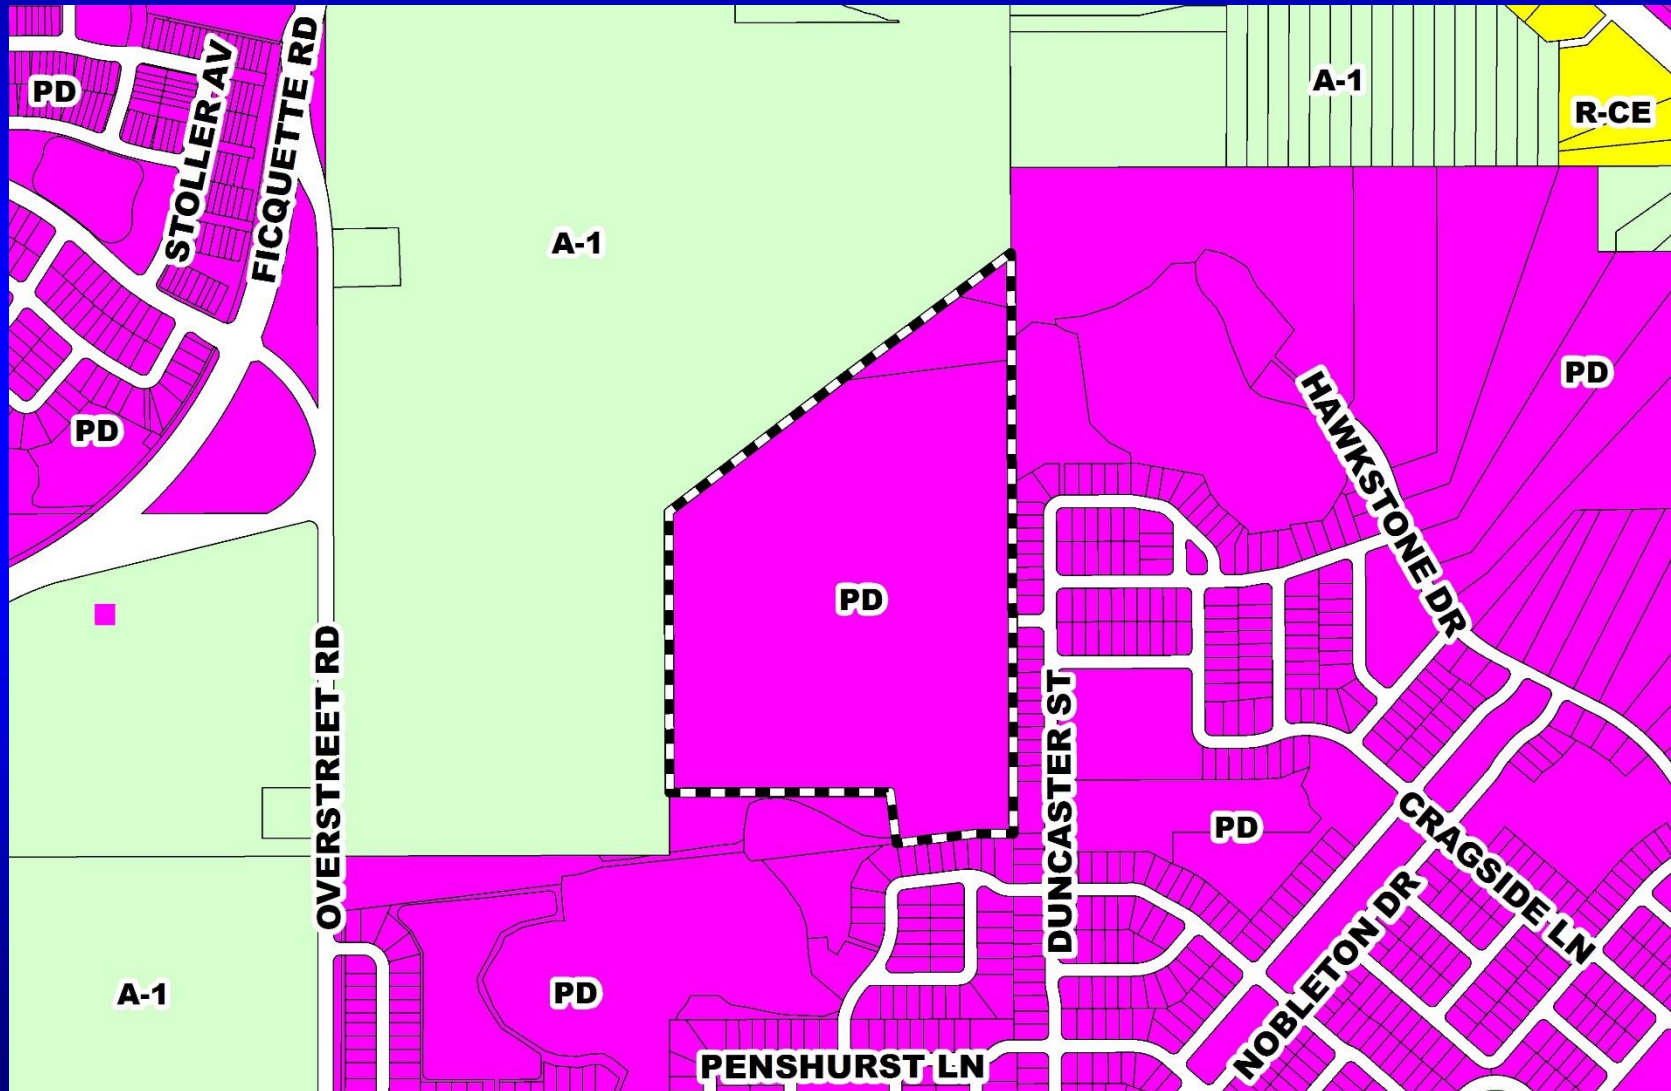 STOLLER AV
FICQUETTE RD
PD
A-1
R-CE
A-1
PD
PD
HAWKSTONE DR
PD
OVERSTREET RD
DUNCASTER ST
PD
CRAGSIDE LN
NOBLETON DR
A-1
PD
PENSHURST LN